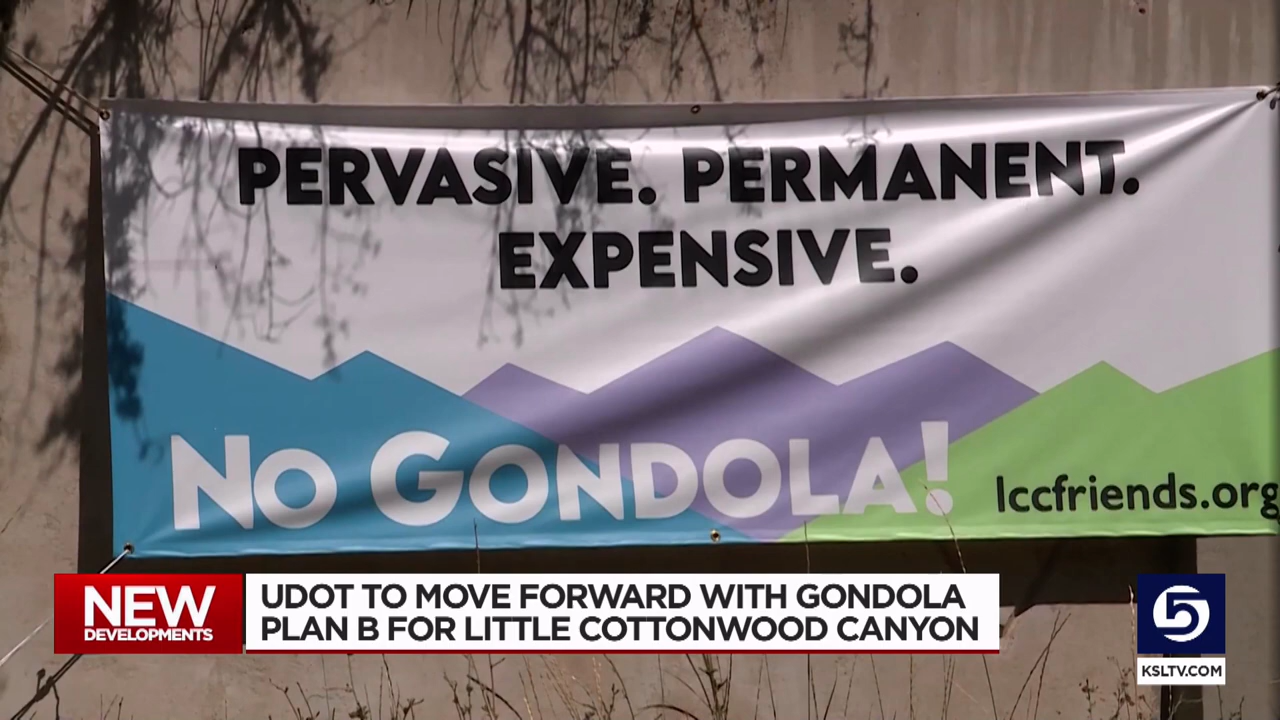 PERVASIVE. PERMANENT.
EXPENSIVE.
NO GONDOLA!
lccfriends.org
NEW
DEVELOPMENTS
UDOT TO MOVE FORWARD WITH GONDOLA
PLAN B FOR LITTLE COTTONWOOD CANYON
5
KSLTV.COM